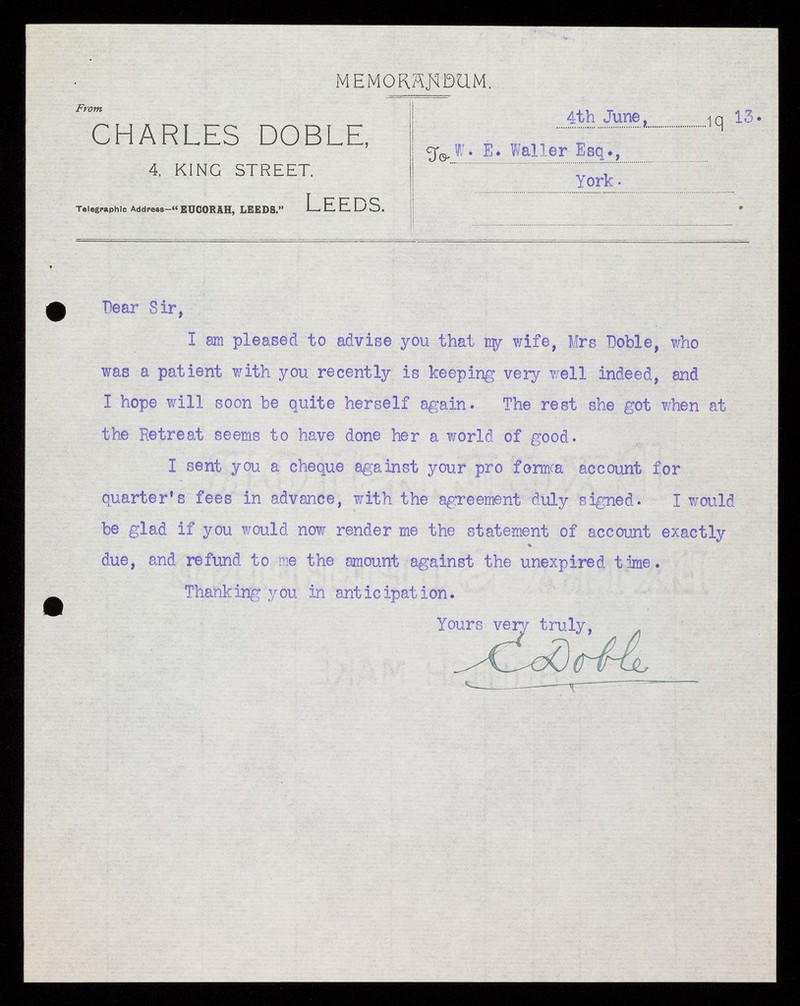 MEMORANDUM.
From
CHARLES DOBLE,
4, KING STREET,
Telegraphic Address—"EUCORAH, LEEDS." LEEDS.
4th June, 1913.
To W. E. Waller Esq.,
York.
Dear Sir,
I am pleased to advise you that my wife, Mrs Doble, who
was a patient with you recently is keeping very well indeed, and
I hope will soon be quite herself again. The rest she got when at
the Retreat seems to have done her a world of good.
I sent you a cheque against your pro forma account for
quarter's fees in advance, with the agreement duly signed. I would
be glad if you would now render me the statement of account exactly
due, and refund to me the amount against the unexpired time.
Thanking you in anticipation.
Yours very truly,
C Doble